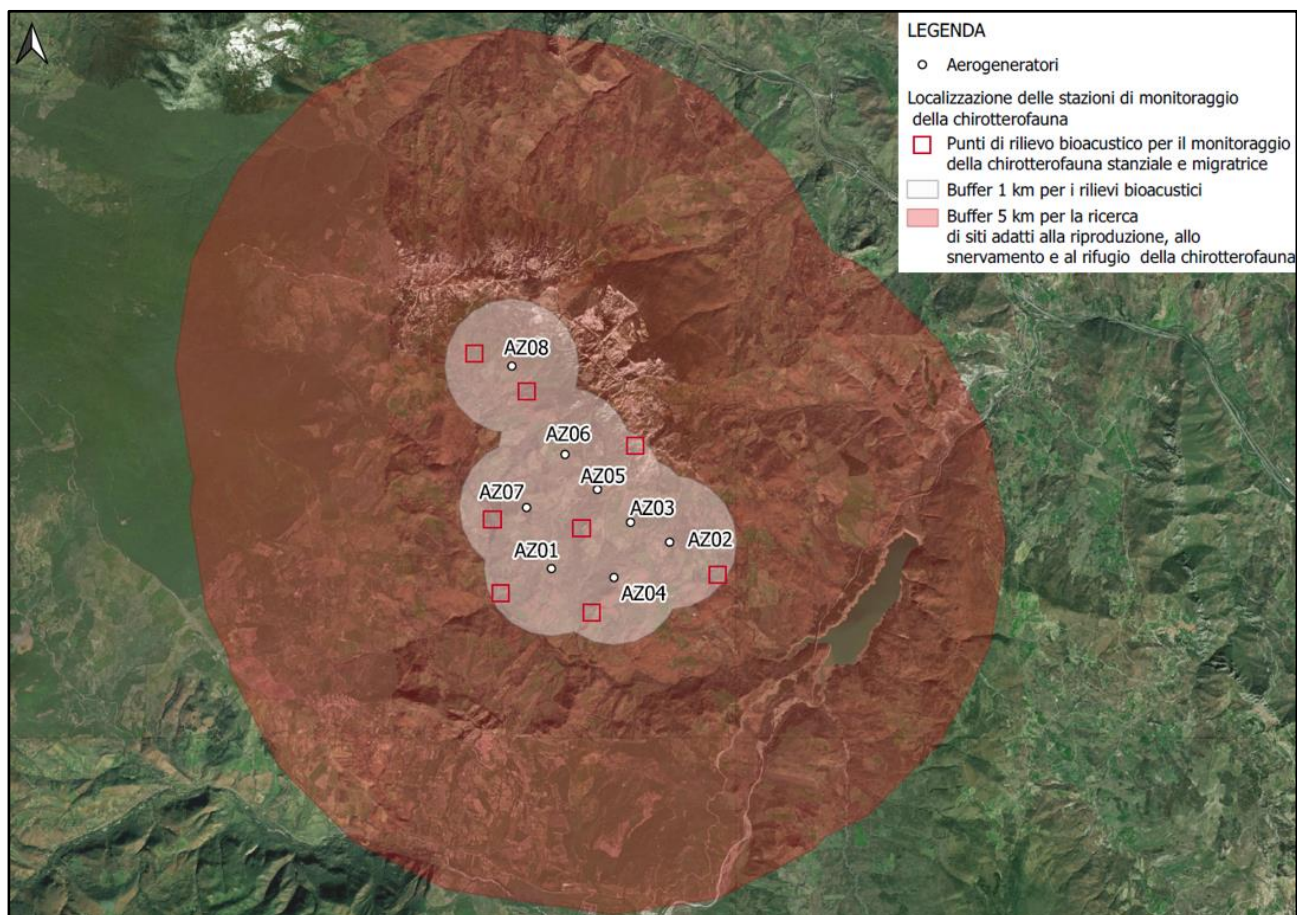 LEGENDA
Aerogeneratori
Localizzazione delle stazioni di monitoraggio
della chirotterofauna
Punti di rilievo bioacustico per il monitoraggio
della chirotterofauna stanziale e migratrice
Buffer 1 km per i rilievi bioacustici
Buffer 5 km per la ricerca
di siti adatti alla riproduzione, allo
snervamento e al rifugio della chirotterofauna
AZ08
AZ06
AZ05
AZ07
AZ03
AZ02
AZ01
AZ04